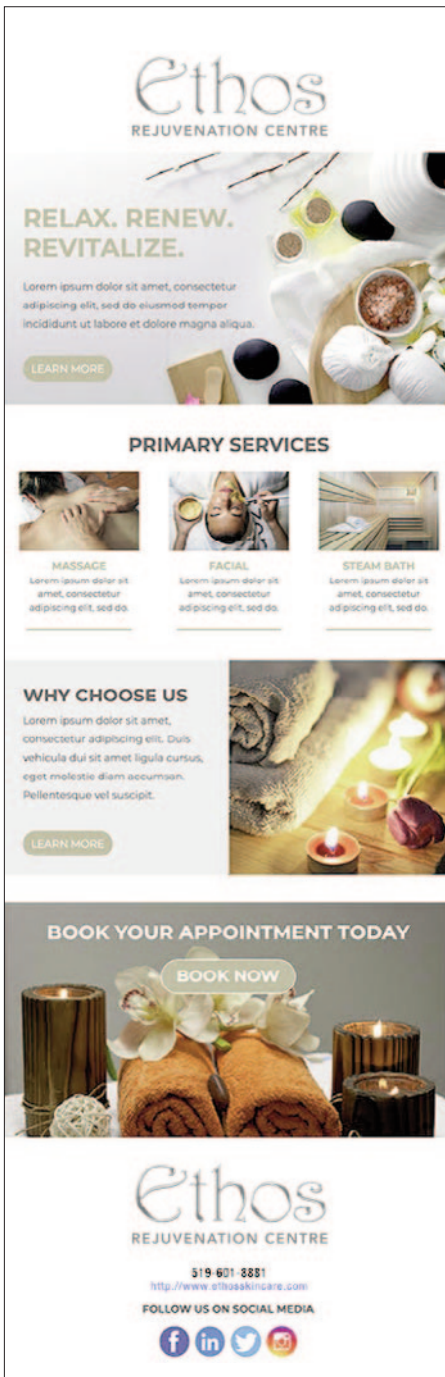 Ethos
REJUVENATION CENTRE
RELAX. RENEW.
REVITALIZE.
Lorem ipsum dolor sit amet, consectetur
adipiscing elit, sed do eiusmod tempor
incididunt ut labore et dolore magna aliqua.
LEARN MORE
PRIMARY SERVICES
MASSAGE
Lorem ipsum dolor sit
amet, consectetur
adipiscing elit, sed do.
FACIAL
Lorem ipsum dolor sit
amet, consectetur
adipiscing elit, sed do.
STEAM BATH
Lorem ipsum dolor sit
amet, consectetur
adipiscing elit, sed do.
WHY CHOOSE US
Lorem ipsum dolor sit amet,
consectetur adipiscing elit. Duis
vehicula dui sit amet ligula cursus,
eget molestie diam accumsan.
Pellentesque vel suscipit.
LEARN MORE
BOOK YOUR APPOINTMENT TODAY
BOOK NOW
Ethos
REJUVENATION CENTRE
519-601-8881
http://www.ethosskincare.com
FOLLOW US ON SOCIAL MEDIA
f
in